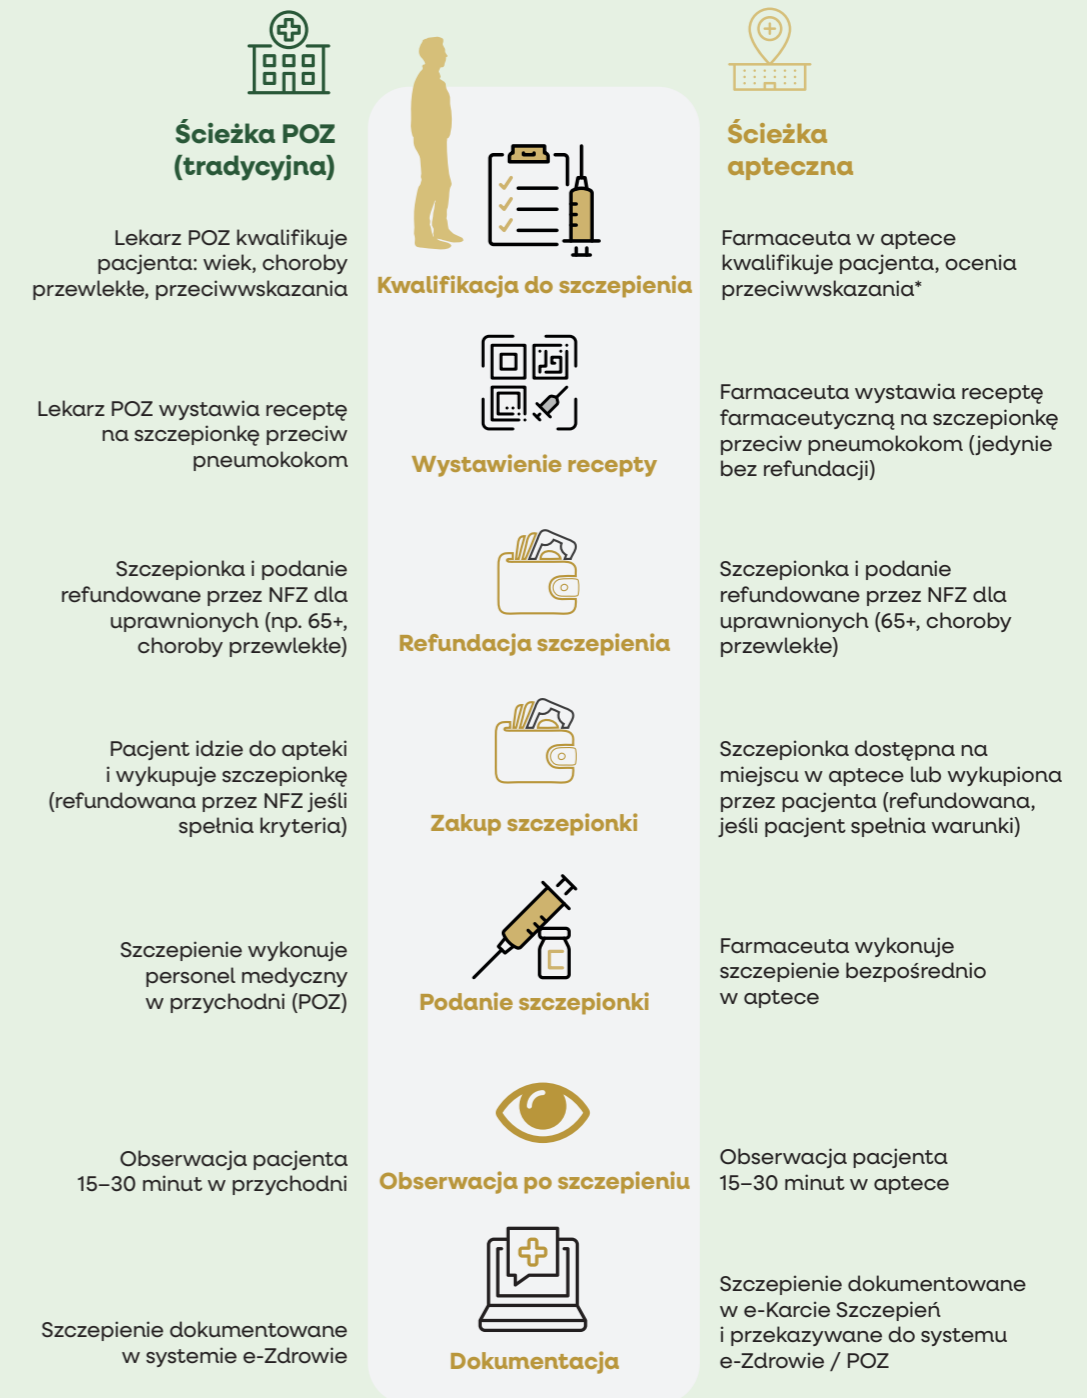 Ścieżka POZ
(tradycyjna)
Ścieżka
apteczna
Lekarz POZ kwalifikuje
pacjenta: wiek, choroby
przewlekłe, przeciwwskazania
Kwalifikacja do szczepienia
Farmaceuta w aptece
kwalifikuje pacjenta, ocenia
przeciwwskazania*
Lekarz POZ wystawia receptę
na szczepionkę przeciw
pneumokokom
Wystawienie recepty
Farmaceuta wystawia receptę
farmaceutyczną na szczepionkę
przeciw pneumokokom (jedynie
bez refundacji)
Szczepionka i podanie
refundowane przez NFZ dla
uprawnionych (np. 65+,
choroby przewlekłe)
Refundacja szczepienia
Szczepionka i podanie
refundowane przez NFZ dla
uprawnionych (65+, choroby
przewlekłe)
Pacjent idzie do apteki
i wykupuje szczepionkę
(refundowana przez NFZ jeśli
spełnia kryteria)
Zakup szczepionki
Szczepionka dostępna na
miejscu w aptece lub wykupiona
przez pacjenta (refundowana,
jeśli pacjent spełnia warunki)
Szczepienie wykonuje
personel medyczny
w przychodni (POZ)
Podanie szczepionki
Farmaceuta wykonuje
szczepienie bezpośrednio
w aptece
Obserwacja pacjenta
15–30 minut w przychodni
Obserwacja po szczepieniu
Obserwacja pacjenta
15–30 minut w aptece
Szczepienie dokumentowane
w systemie e-Zdrowie
Dokumentacja
Szczepienie dokumentowane
w e-Karcie Szczepień
i przekazywane do systemu
e-Zdrowie / POZ